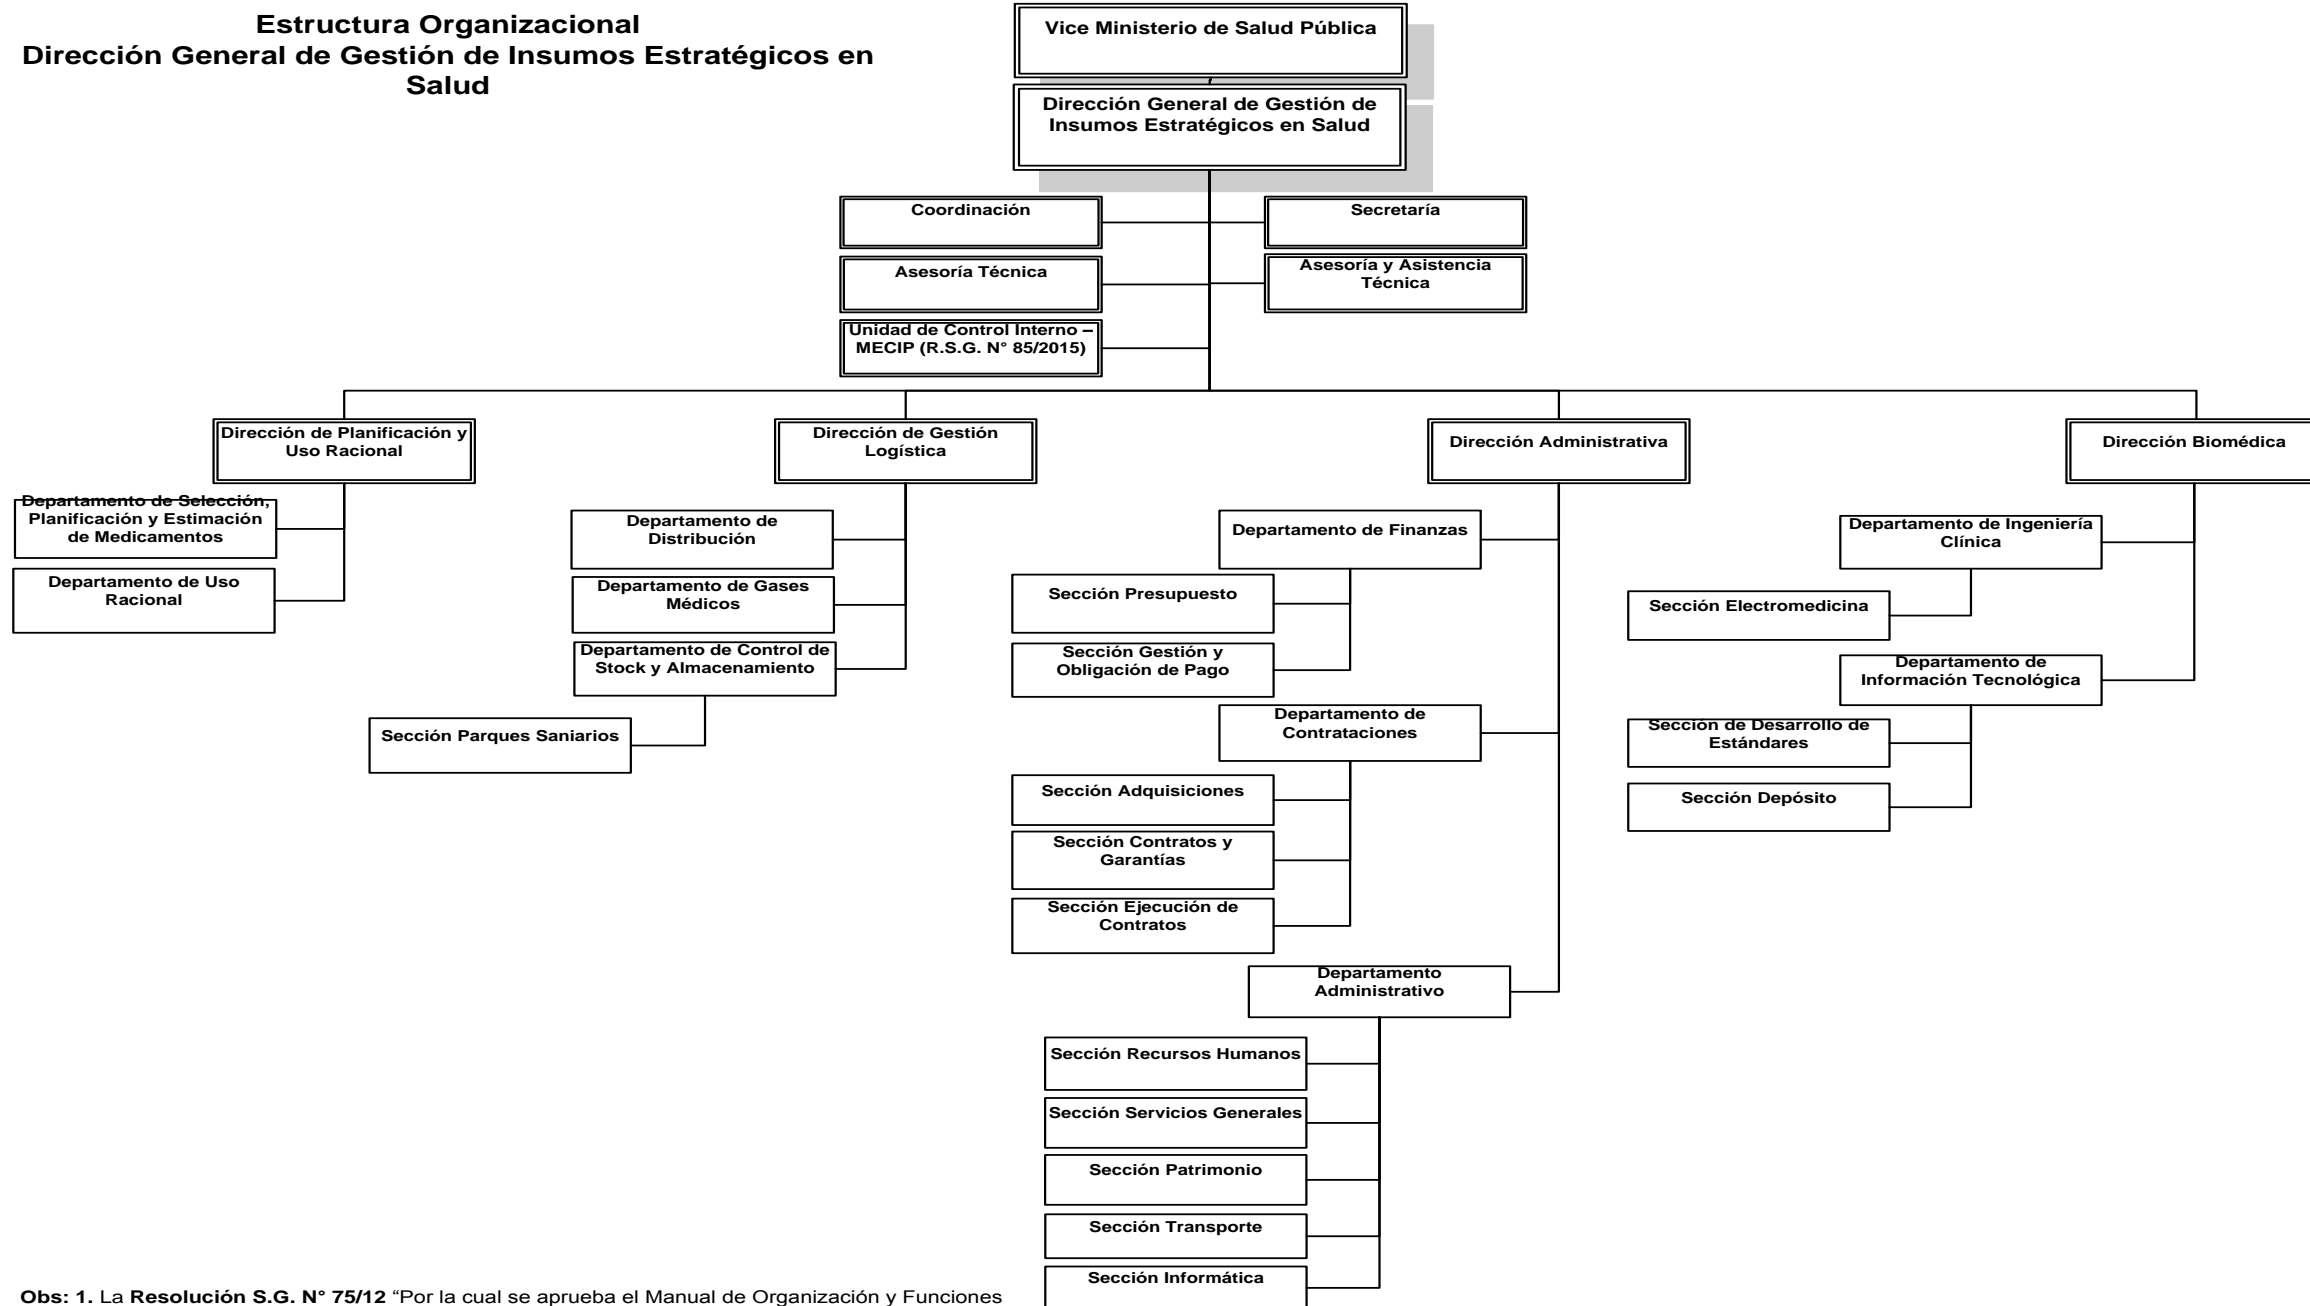 Estructura Organizacional
Dirección General de Gestión de Insumos Estratégicos en
Salud
Vice Ministerio de Salud Pública
Dirección General de Gestión de
Insumos Estratégicos en Salud
Coordinación
Secretaría
Asesoría Técnica
Asesoría y Asistencia
Técnica
Unidad de Control Interno –
MECIP (R.S.G. N° 85/2015)
Dirección de Planificación y
Uso Racional
Departamento de Selección,
Planificación y Estimación
de Medicamentos
Departamento de Uso
Racional
Dirección de Gestión
Logística
Departamento de
Distribución
Departamento de Gases
Médicos
Departamento de Control de
Stock y Almacenamiento
Sección Parques Saniarios
Dirección Administrativa
Departamento de Finanzas
Sección Presupuesto
Sección Gestión y
Obligación de Pago
Departamento de
Contrataciones
Sección Adquisiciones
Sección Contratos y
Garantías
Sección Ejecución de
Contratos
Departamento
Administrativo
Sección Recursos Humanos
Sección Servicios Generales
Sección Patrimonio
Sección Transporte
Sección Informática
Dirección Biomédica
Departamento de Ingeniería
Clínica
Sección Electromedicina
Departamento de
Información Tecnológica
Sección de Desarrollo de
Estándares
Sección Depósito
Obs: 1. La Resolución S.G. N° 75/12 “Por la cual se aprueba el Manual de Organización y Funciones